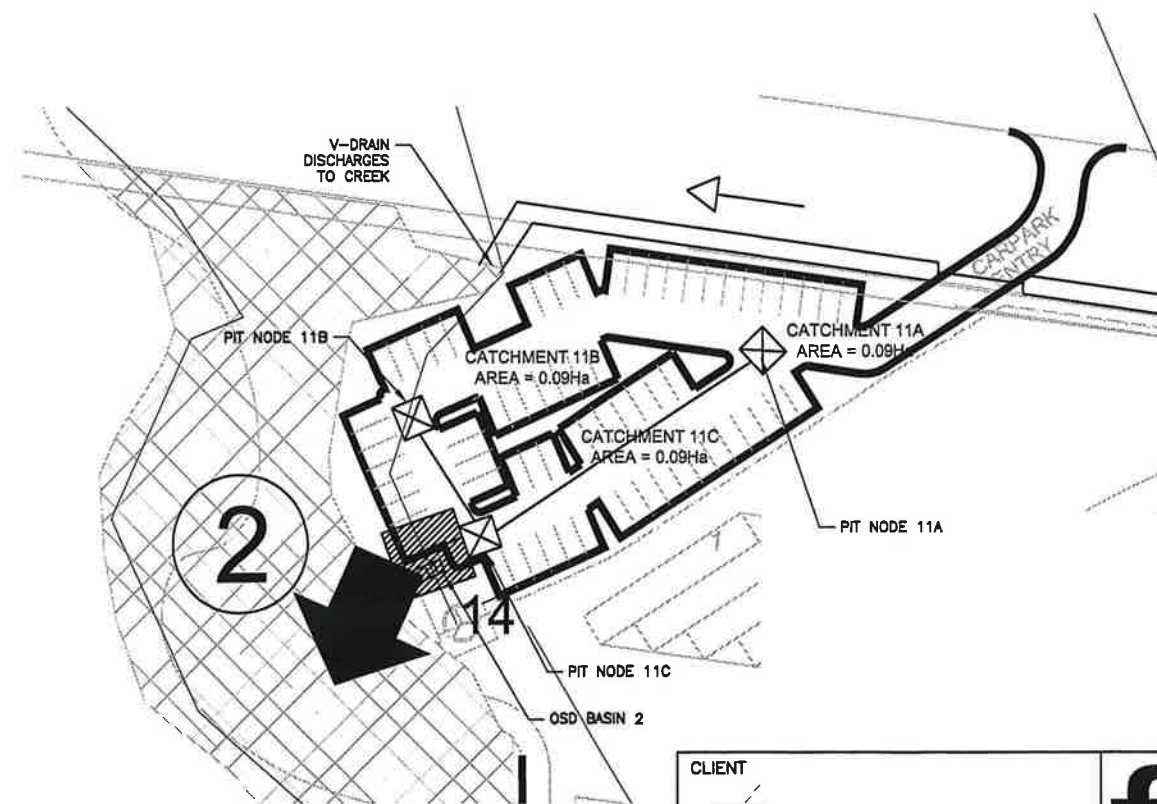 V-DRAIN
DISCHARGES
TO CREEK
CARPARK
ENTRY
PIT NODE 11B
CATCHMENT 11A
AREA = 0.09H
CATCHMENT 11B
AREA = 0.09Ha
CATCHMENT 11C
AREA = 0.09Ha
PIT NODE 11A
2
14
PIT NODE 11C
OSD BASIN 2
CLIENT